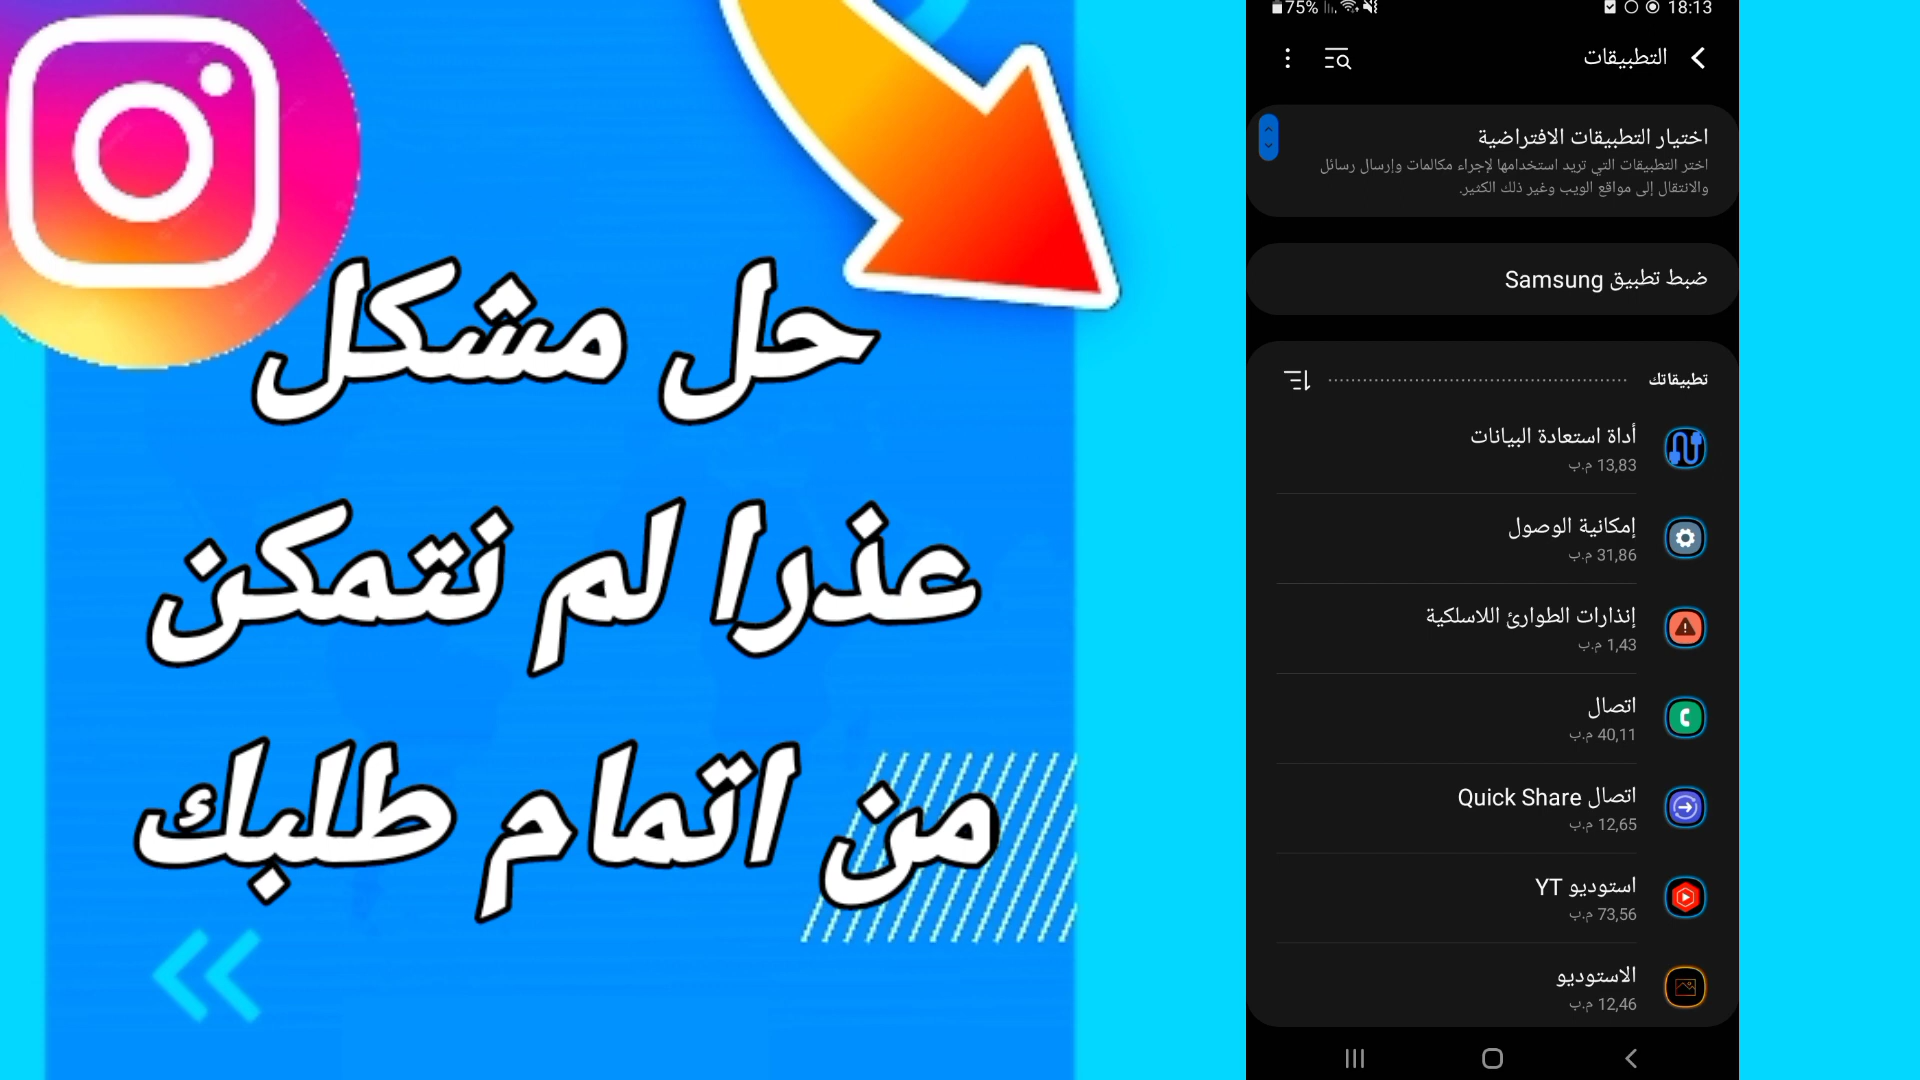 حل مشكل
عذرا لم نتمكن
من اتمام طلبك
75%
18:13
التطبيقات
اختيار التطبيقات الافتراضية
اختر التطبيقات التي تريد استخدامها لإجراء مكالمات وإرسال رسائل
والانتقال إلى مواقع الويب وغير ذلك الكثير.
ضبط تطبيق Samsung
تطبيقاتك
أداة استعادة البيانات
13,83 م.ب
إمكانية الوصول
31,86 م.ب
إنذارات الطوارئ اللاسلكية
1,43 م.ب
اتصال
40,11 م.ب
اتصال Quick Share
12,65 م.ب
استوديو YT
73,56 م.ب
الاستوديو
12,46 م.ب